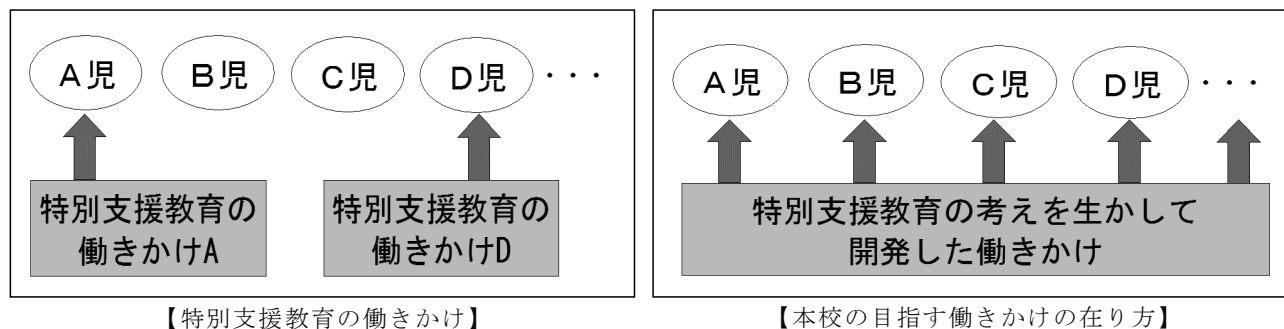 A児
B児
C児
D児
・・・
特別支援教育の
働きかけA
特別支援教育の
働きかけD
【特別支援教育の働きかけ】
A児
B児
C児
D児
・・・
特別支援教育の考えを生かして
開発した働きかけ
【本校の目指す働きかけの在り方】